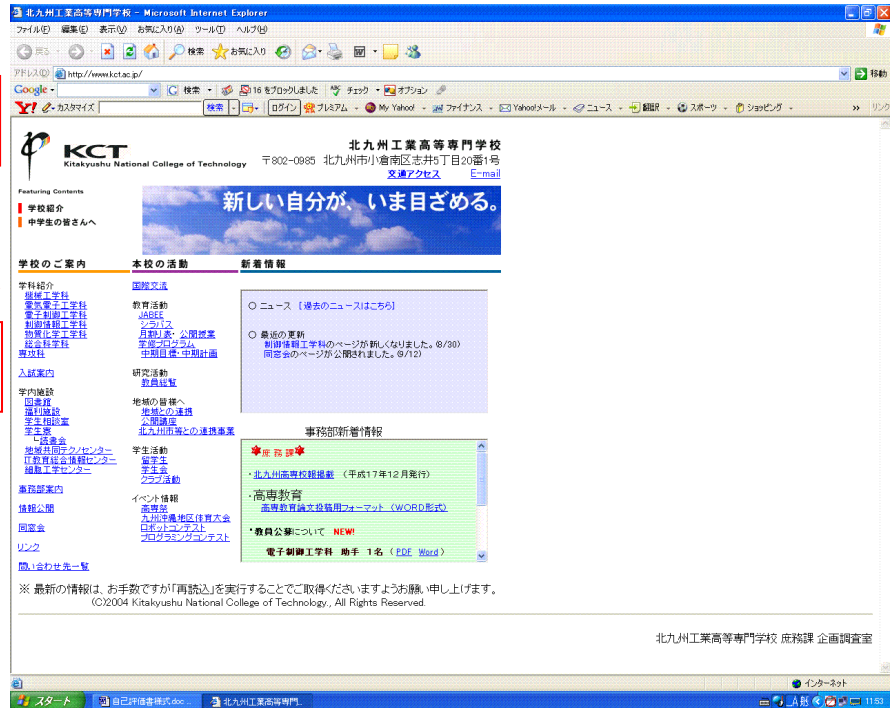 北九州工業高等専門学校 - Microsoft Internet Explorer
ファイル(F) 編集(E) 表示(V) お気に入り(A) ツール(T) ヘルプ(H)
戻る 検索 お気に入り
アドレス(D) http://www.kct.ac.jp/ 移動
Google 検索 16 をブロックしました チェック オプション
Y! カスタマイズ 検索 ログイン プレミアム My Yahoo! ファイナンス Yahoo!メール ニュース 翻訳 スポーツ ショッピング » リンク
KCT
Kitakyushu National College of Technology
北九州工業高等専門学校
〒802-0985 北九州市小倉南区志井5丁目20番1号
交通アクセス E-mail
Featuring Contents
学校紹介
中学生の皆さんへ
新しい自分が、いま目ざめる。
学校のご案内 本校の活動 新着情報
学科紹介
機械工学科
電気電子工学科
電子制御工学科
制御情報工学科
物質化学工学科
総合科学科
専攻科
入試案内
学内施設
図書館
福利施設
学生相談室
学生寮
└読書会
地域共同テクノセンター
IT教育総合情報センター
細胞工学センター
事務部案内
情報公開
同窓会
リンク
問い合わせ先一覧
国際交流
教育活動
JABEE
シラバス
月割り表・公開授業
学修プログラム
中期目標・中期計画
研究活動
教員総覧
地域の皆様へ
地域との連携
公開講座
北九州市等との連携事業
学生活動
留学生
学生会
クラブ活動
イベント情報
高専祭
九州沖縄地区体育大会
ロボットコンテスト
プログラミングコンテスト
○ ニュース [過去のニュースはこちら]
○ 最近の更新
制御情報工学科のページが新しくなりました。(9/30)
同窓会のページが公開されました。(9/12)
事務部新着情報
庶務課
・北九州高専校報掲載 (平成17年12月発行)
・高専教育
高専教育論文投稿用フォーマット (WORD形式)
・教員公募について NEW!
電子制御工学科 助手 1名 (PDF Word)
※ 最新の情報は、お手数ですが「再読込」を実行することでご取得くださいますようお願い申し上げます。
(C)2004 Kitakyushu National College of Technology., All Rights Reserved.
北九州工業高等専門学校 庶務課 企画調査室
インターネット
スタート 自己評価書様式.doc ... 北九州工業高等専門... A 般 11:53